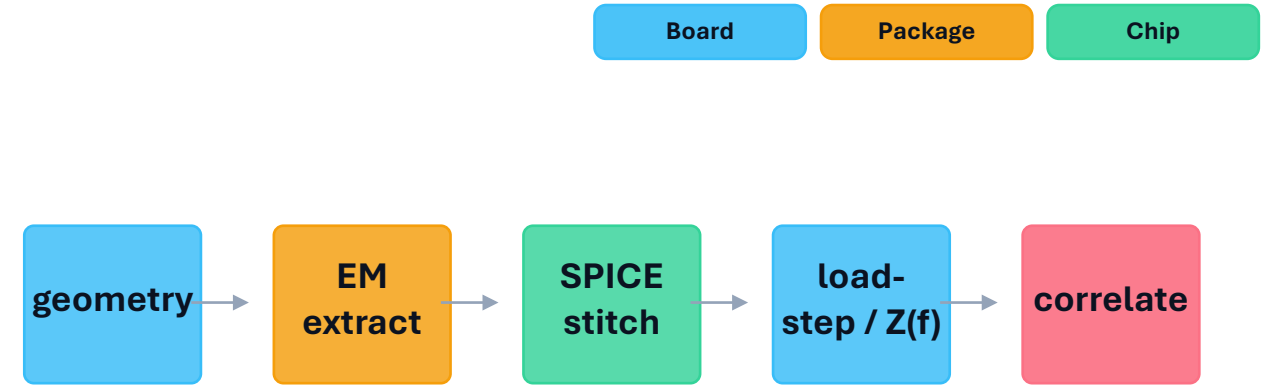 Board
Package
Chip
geometry
EM
extract
SPICE
stitch
load-
step / Z(f)
correlate